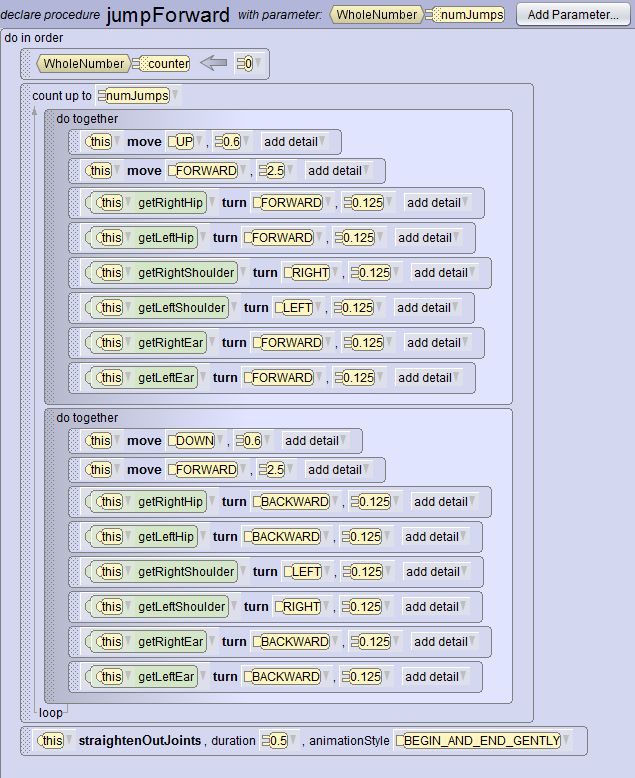 declare procedure jumpForward with parameter: WholeNumber numJumps Add Parameter...
do in order
WholeNumber counter 0
count up to numJumps
do together
this move UP , 0.6 add detail
this move FORWARD , 2.5 add detail
this getRightHip turn FORWARD , 0.125 add detail
this getLeftHip turn FORWARD , 0.125 add detail
this getRightShoulder turn RIGHT , 0.125 add detail
this getLeftShoulder turn LEFT , 0.125 add detail
this getRightEar turn FORWARD , 0.125 add detail
this getLeftEar turn FORWARD , 0.125 add detail
do together
this move DOWN , 0.6 add detail
this move FORWARD , 2.5 add detail
this getRightHip turn BACKWARD , 0.125 add detail
this getLeftHip turn BACKWARD , 0.125 add detail
this getRightShoulder turn LEFT , 0.125 add detail
this getLeftShoulder turn RIGHT , 0.125 add detail
this getRightEar turn BACKWARD , 0.125 add detail
this getLeftEar turn BACKWARD , 0.125 add detail
loop
this straightenOutJoints , duration 0.5 , animationStyle BEGIN_AND_END_GENTLY